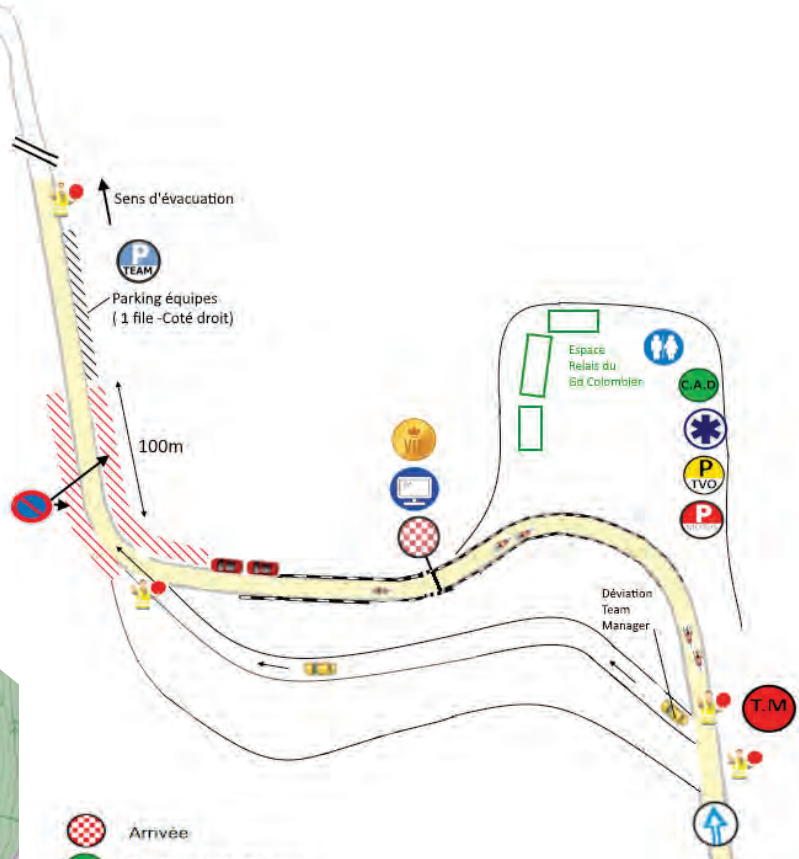 Sens d'évacuation
P
TEAM
Parking équipes
( 1 file -Coté droit)
100m
VIP
Espace
Relais du
Gd Colombier
C.A.D
P
TVO
P
Déviation
Team
Manager
T.M
Arrivée